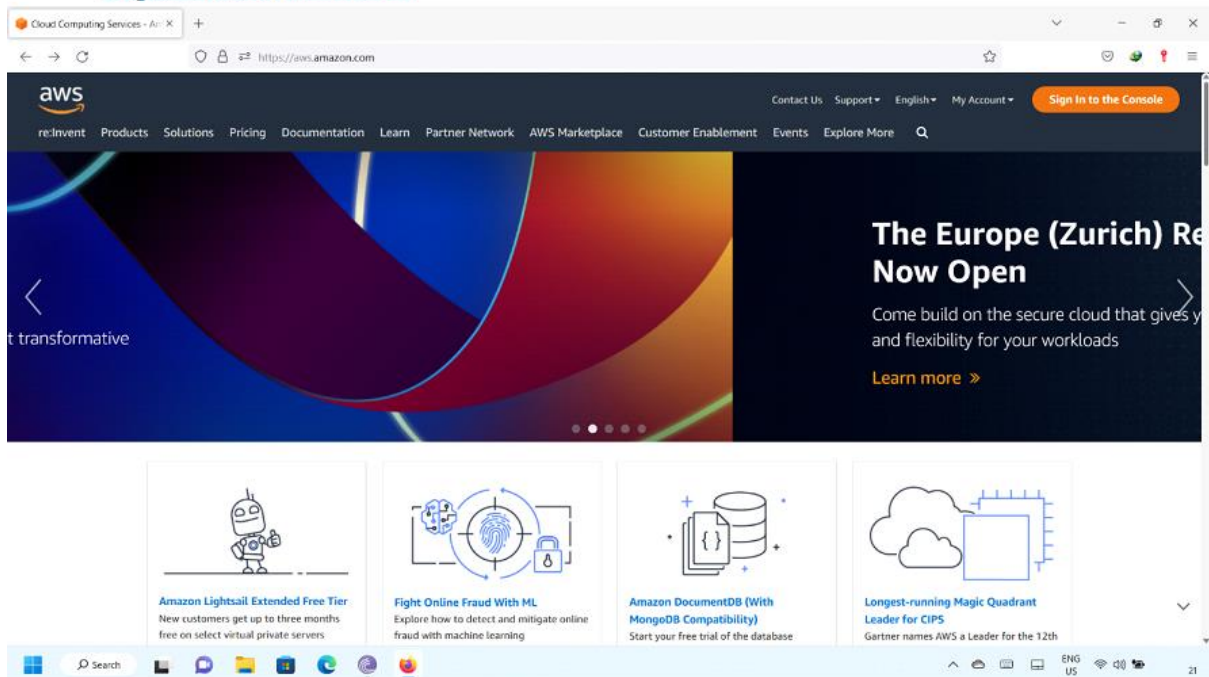 Cloud Computing Services - Am
https://aws.amazon.com
aws
Contact Us Support English My Account Sign In to the Console
re:Invent Products Solutions Pricing Documentation Learn Partner Network AWS Marketplace Customer Enablement Events Explore More
The Europe (Zurich) Re
Now Open
Come build on the secure cloud that gives y
t transformative
and flexibility for your workloads
Learn more »
Amazon Lightsail Extended Free Tier
New customers get up to three months
free on select virtual private servers
Fight Online Fraud With ML
Explore how to detect and mitigate online
fraud with machine learning
Amazon DocumentDB (With
MongoDB Compatibility)
Start your free trial of the database
Longest-running Magic Quadrant
Leader for CIPS
Gartner names AWS a Leader for the 12th
Search
ENG
US
21